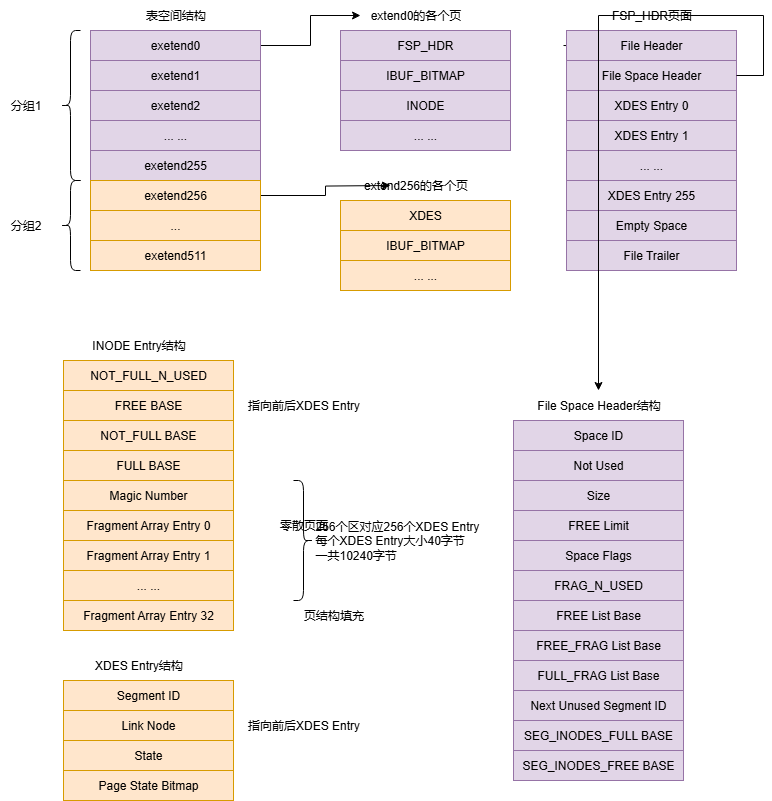 表空间结构
exetend0
exetend1
exetend2
... ...
exetend255
exetend256
...
exetend511
分组1
分组2
extend0的各个页
FSP_HDR
IBUF_BITMAP
INODE
... ...
extend256的各个页
XDES
IBUF_BITMAP
... ...
FSP_HDR页面
File Header
File Space Header
XDES Entry 0
XDES Entry 1
... ...
XDES Entry 255
Empty Space
File Trailer
INODE Entry结构
NOT_FULL_N_USED
FREE BASE
NOT_FULL BASE
FULL BASE
Magic Number
Fragment Array Entry 0
Fragment Array Entry 1
... ...
Fragment Array Entry 32
指向前后XDES Entry
零散页面
256个区对应256个XDES Entry
每个XDES Entry大小40字节
一共10240字节
页结构填充
XDES Entry结构
Segment ID
Link Node
State
Page State Bitmap
指向前后XDES Entry
File Space Header结构
Space ID
Not Used
Size
FREE Limit
Space Flags
FRAG_N_USED
FREE List Base
FREE_FRAG List Base
FULL_FRAG List Base
Next Unused Segment ID
SEG_INODES_FULL BASE
SEG_INODES_FREE BASE